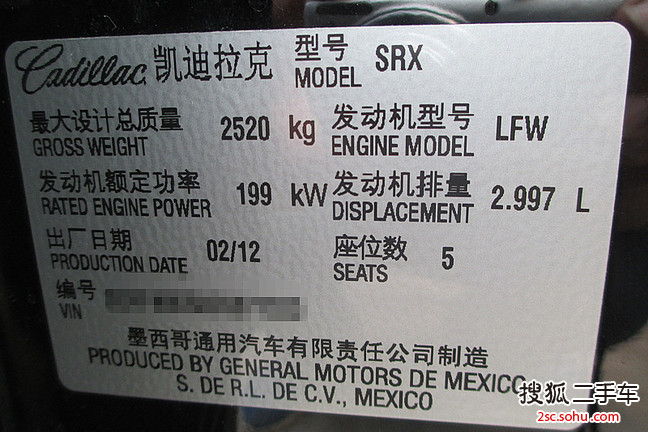 Cadillac 凯迪拉克 型号 MODEL SRX
最大设计总质量 GROSS WEIGHT 2520 kg 发动机型号 ENGINE MODEL LFW
发动机额定功率 RATED ENGINE POWER 199 kW 发动机排量 DISPLACEMENT 2.997 L
出厂日期 PRODUCTION DATE 02/12 座位数 SEATS 5
编号 VIN
墨西哥通用汽车有限责任公司制造
PRODUCED BY GENERAL MOTORS DE MEXICO
S. DE R.L. DE C.V., MEXICO
搜狐 二手车
2sc.sohu.com